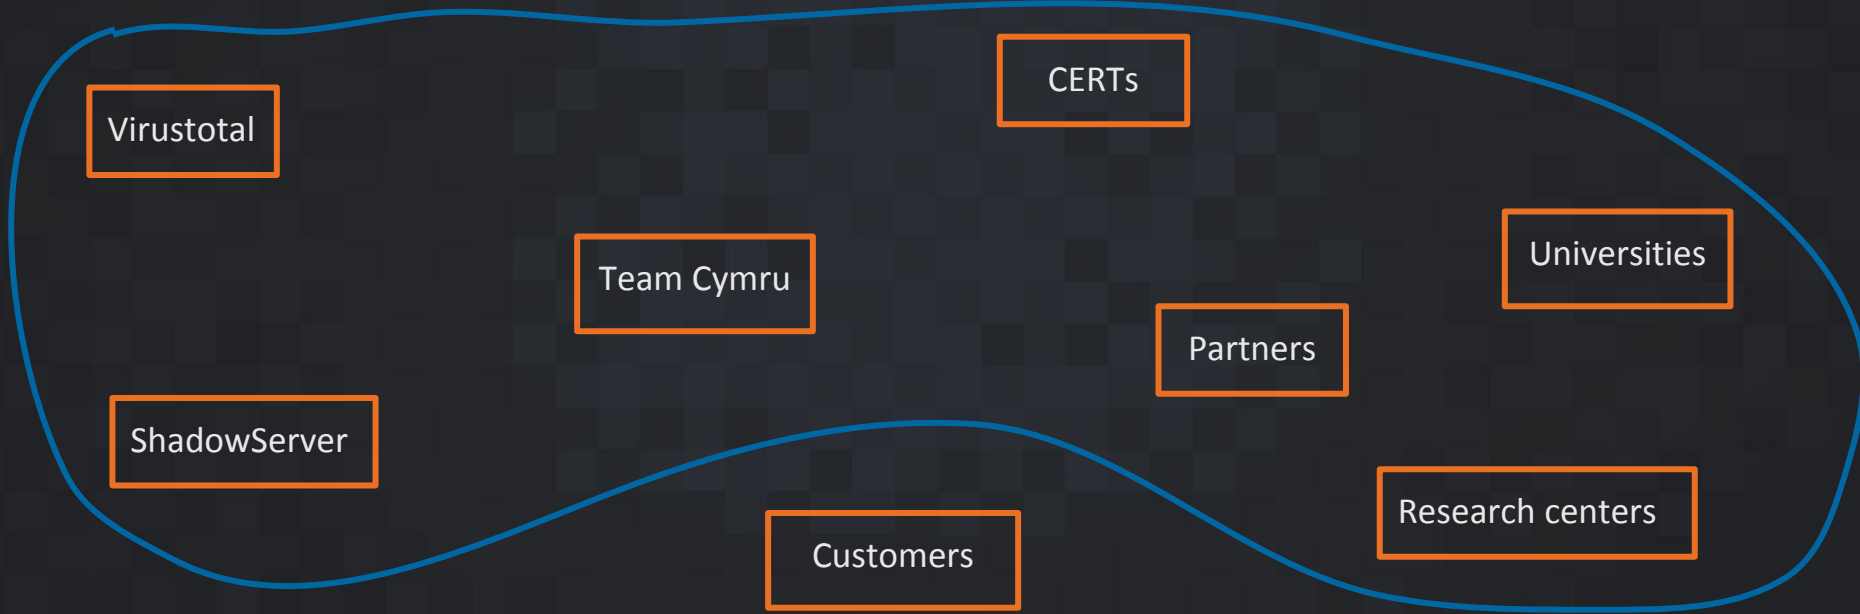 CERTs
Virustotal
Universities
Team Cymru
Partners
ShadowServer
Research centers
Customers